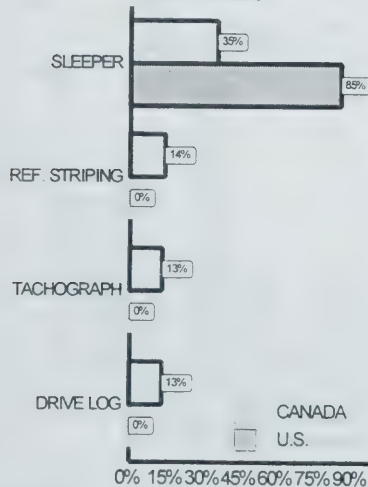 35%
SLEEPER
85%
14%
REF. STRIPING
0%
13%
TACHOGRAPH
0%
13%
DRIVE LOG
0%
CANADA
U.S.
0% 15% 30% 45% 60% 75% 90%